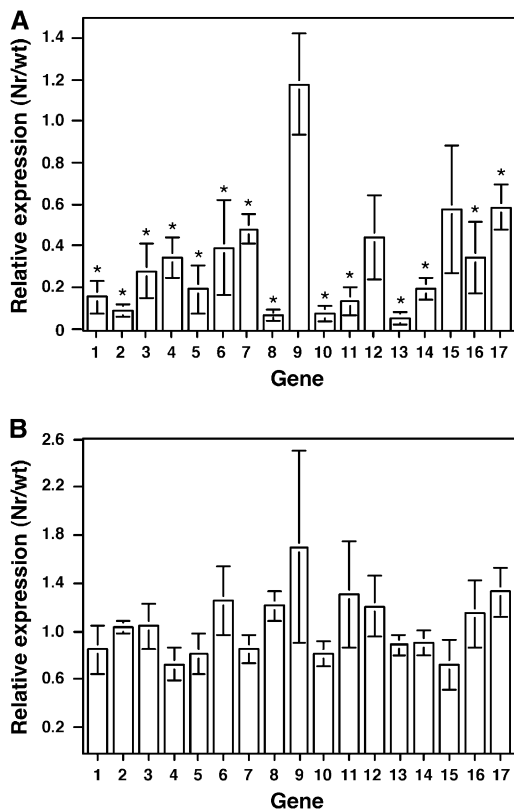 A
Relative expression (Nr/wt)
1.4
1.2
1.0
0.8
0.6
0.4
0.2
0
* * * * * * * * * * * * * *
1 2 3 4 5 6 7 8 9 10 11 12 13 14 15 16 17
Gene
B
Relative expression (Nr/wt)
2.6
2.2
1.8
1.4
1.0
0.6
0.2
1 2 3 4 5 6 7 8 9 10 11 12 13 14 15 16 17
Gene